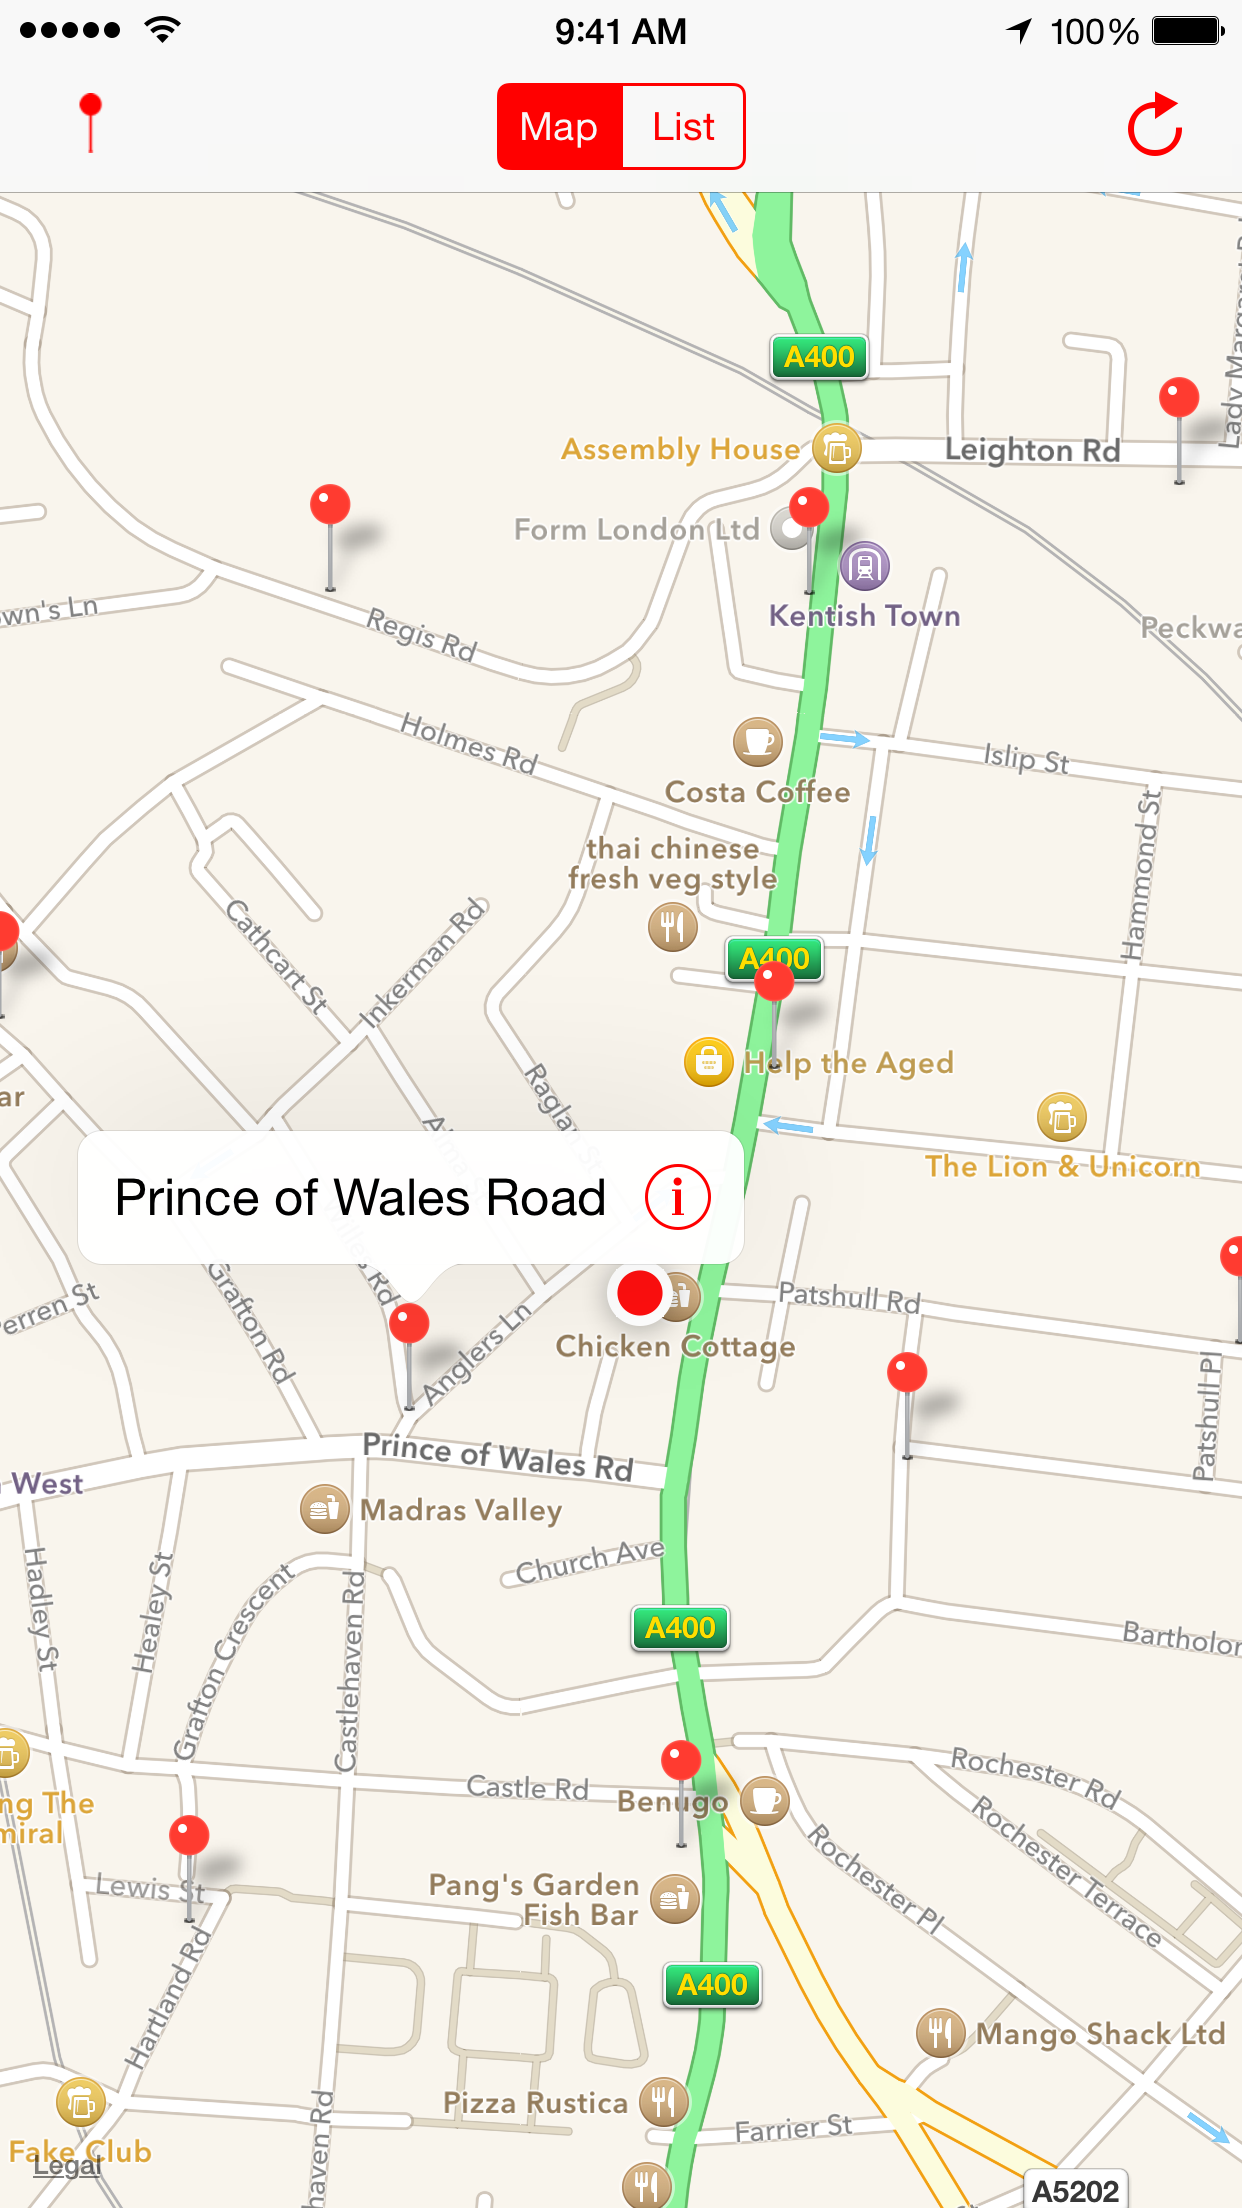 9:41 AM
100%
Map
List
A400
Assembly House
Leighton Rd
Form London Ltd
Kentish Town
Regis Rd
Holmes Rd
Costa Coffee
Islip St
Hammond St
thai chinese
fresh veg style
Cathcart St
Inkerman Rd
A400
Help the Aged
Raglan St
The Lion & Unicorn
Prince of Wales Road
i
Grafton Rd
Anglers Ln
Chicken Cottage
Patshull Rd
Patshull Pl
Prince of Wales Rd
West
Madras Valley
Church Ave
Hadley St
Healey St
Grafton Crescent
Castlehaven Rd
A400
Castle Rd
Benugo
Rochester Rd
Rochester Terrace
Rochester Pl
Lewis St
Pang's Garden
Fish Bar
Hartland Rd
A400
Mango Shack Ltd
Pizza Rustica
Farrier St
Fake Club
Legal
haven Rd
A5202